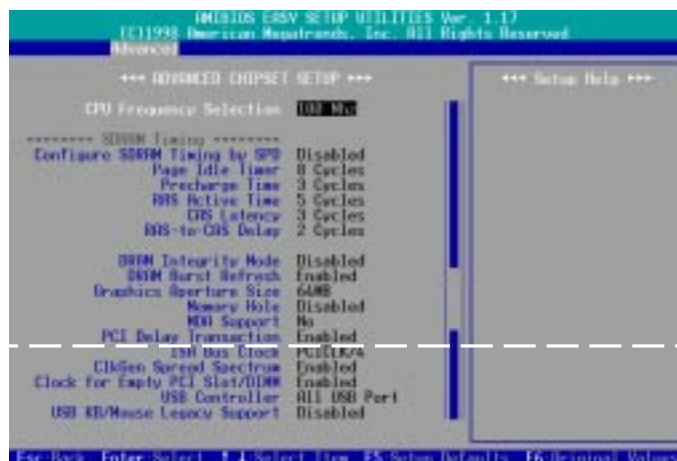 AMIBIOS EASY SETUP UTILITIES Ver. 1.17
(C)1998 American Megatrends, Inc. All Rights Reserved
Advanced
*** ADVANCED CHIPSET SETUP ***
*** Setup Help ***
CPU Frequency Selection 100 Mhz
******** SDRAM Timing ********
Configure SDRAM Timing by SPD Disabled
Page Idle Timer 8 Cycles
Precharge Time 3 Cycles
RAS Active Time 5 Cycles
CAS Latency 3 Cycles
RAS-to-CAS Delay 2 Cycles
DRAM Integrity Mode Disabled
DRAM Burst Refresh Enabled
Graphics Aperture Size 64MB
Memory Hole Disabled
MDA Support No
PCI Delay Transaction Enabled
ISA Bus Clock PCICLK/4
ClkGen Spread Spectrum Enabled
Clock for Empty PCI Slot/DIMM Enabled
USB Controller All USB Port
USB KB/Mouse Legacy Support Disabled
Esc:Back Enter:Select ↑↓:Select Item F5:Setup Defaults F6:Original Values